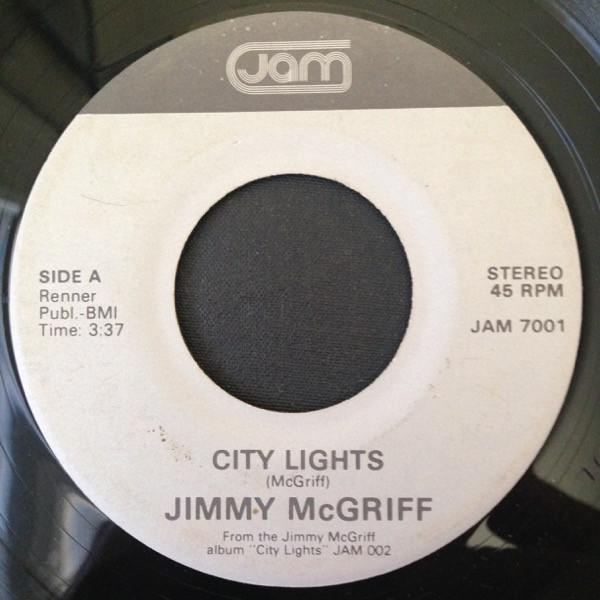 Jam
SIDE A
Renner
Publ.-BMI
Time: 3:37
STEREO
45 RPM
JAM 7001
CITY LIGHTS
(McGriff)
JIMMY McGRIFF
From the Jimmy McGriff
album "City Lights" JAM 002